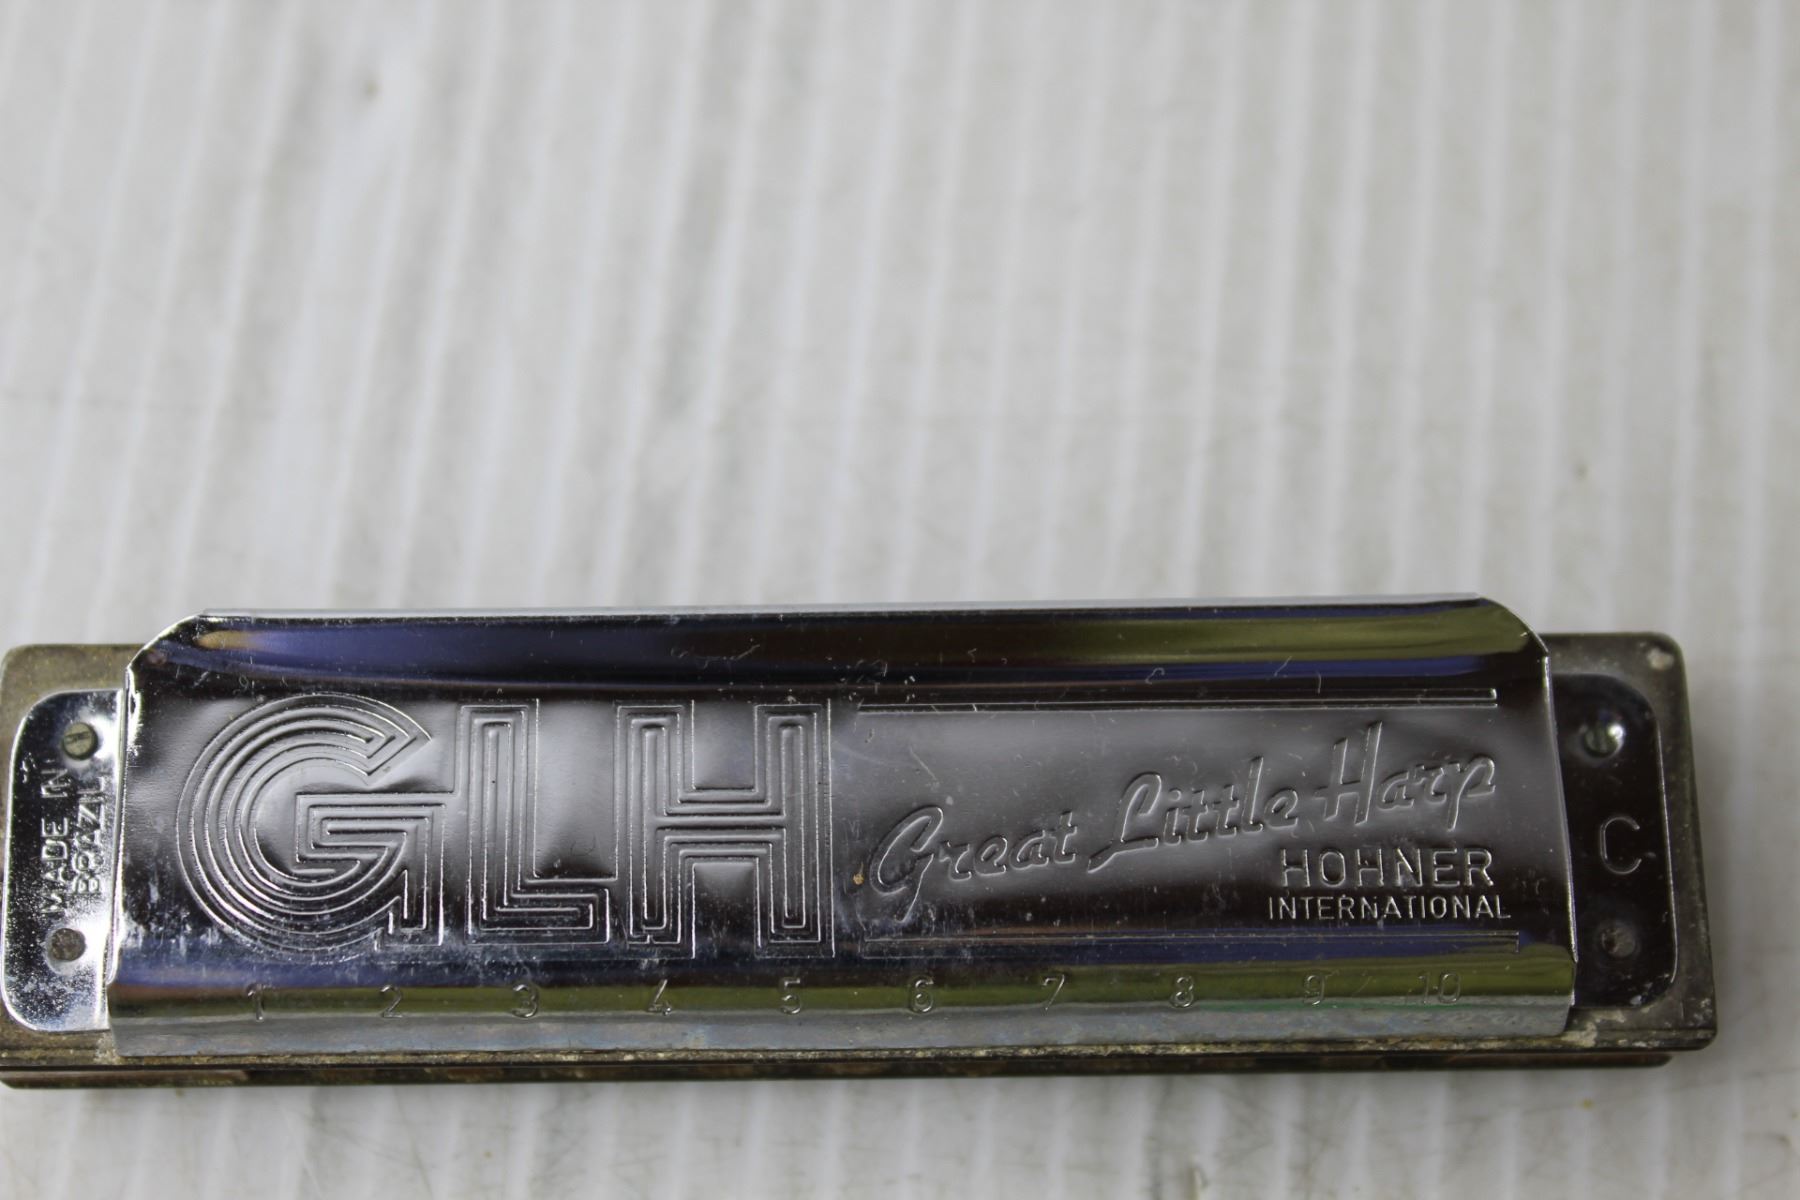 MADE IN
BRAZIL
GLH
Great Little Harp
HOHNER
INTERNATIONAL
C
1 2 3 4 5 6 7 8 9 10